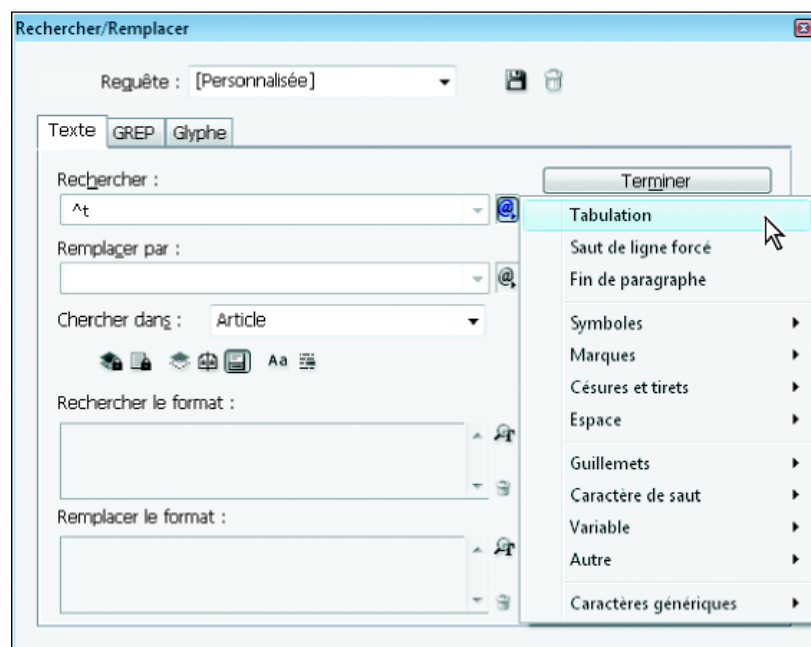 Rechercher/Remplacer
Requête : [Personnalisée]
Texte GREP Glyphe
Rechercher : Terminer
^t @
Tabulation
Saut de ligne forcé
Remplacer par :
@
Fin de paragraphe
Chercher dans : Article
Symboles
Marques
Aa
Césures et tirets
Rechercher le format :
Espace
Guillemets
Caractère de saut
Remplacer le format :
Variable
Autre
Caractères génériques